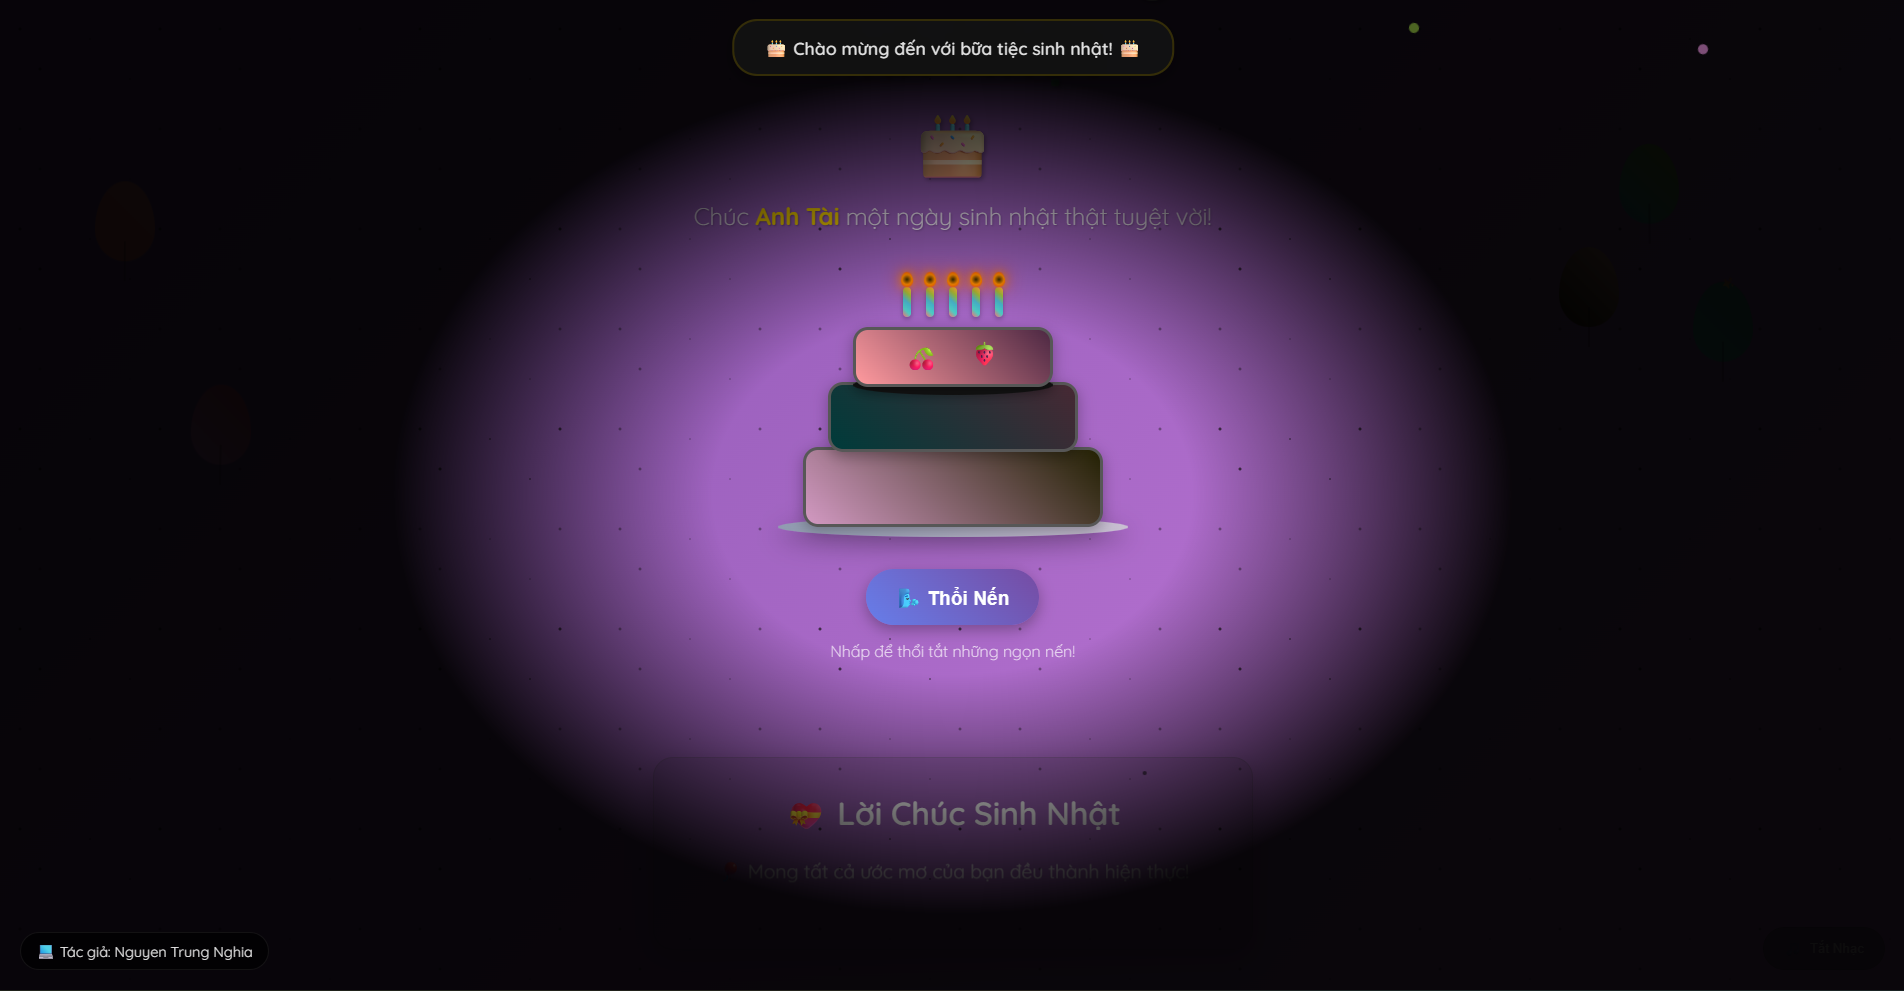 Chào mừng đến với bữa tiệc sinh nhật!
Chúc Anh Tài một ngày sinh nhật thật tuyệt vời!
Thổi Nến
Nhấp để thổi tắt những ngọn nến!
Lời Chúc Sinh Nhật
Mong tất cả ước mơ của bạn đều thành hiện thực!
Tác giả: Nguyen Trung Nghia
Tắt Nhạc